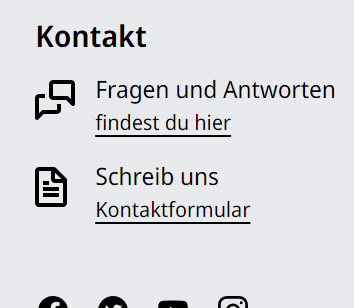 Kontakt
Fragen und Antworten
findest du hier
Schreib uns
Kontaktformular